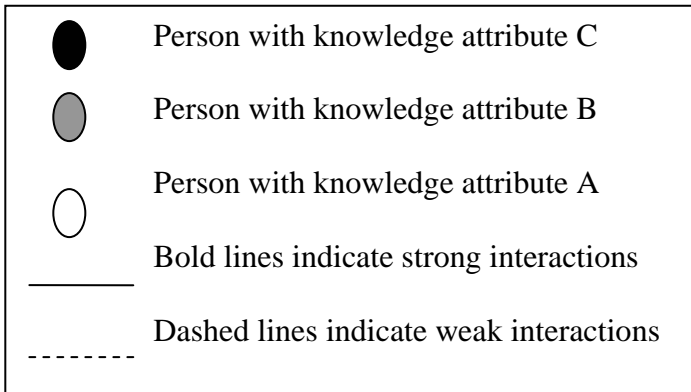 Person with knowledge attribute C
Person with knowledge attribute B
Person with knowledge attribute A
Bold lines indicate strong interactions
Dashed lines indicate weak interactions